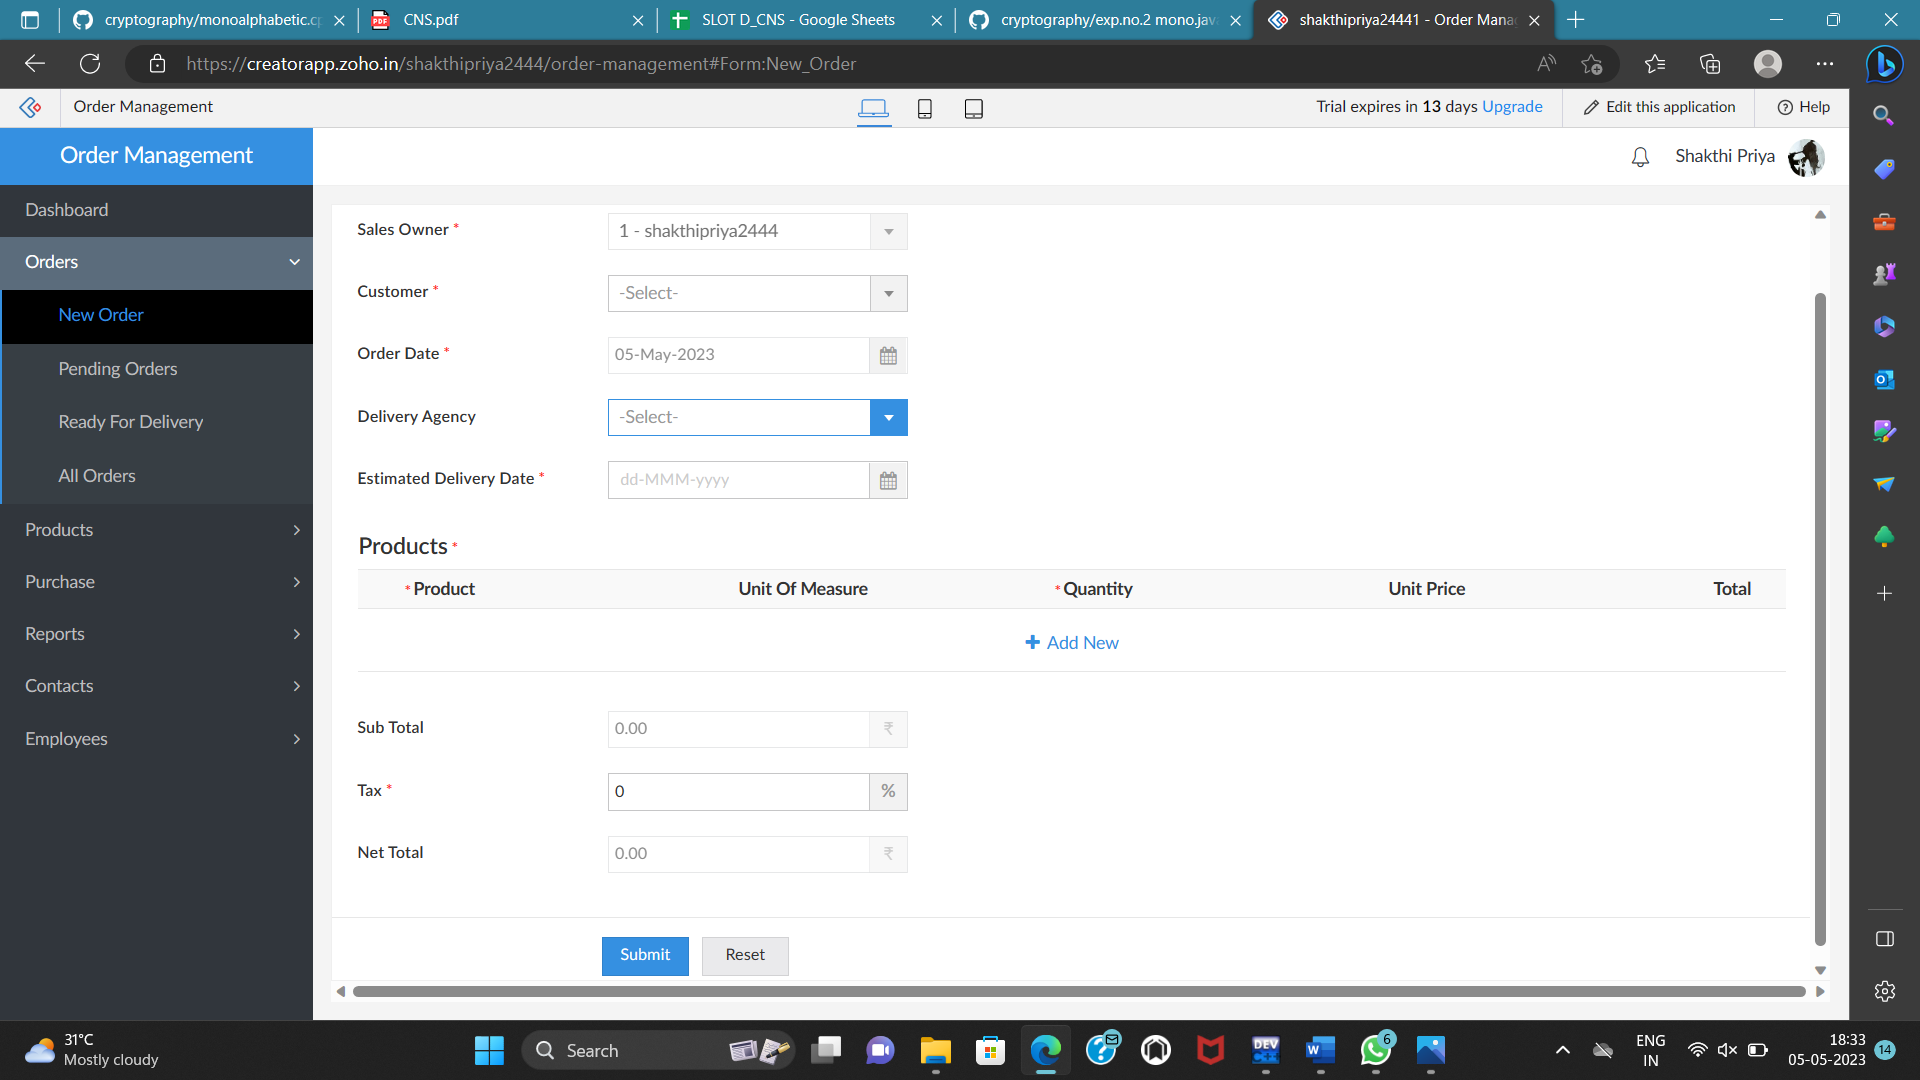 cryptography/monoalphabetic.cp
CNS.pdf
SLOT D_CNS - Google Sheets
cryptography/exp.no.2 mono.java
shakthipriya24441 - Order Mana
https://creatorapp.zoho.in/shakthipriya2444/order-management#Form:New_Order
Order Management
Trial expires in 13 days Upgrade
Edit this application
Help
Order Management
Shakthi Priya
Dashboard
Orders
New Order
Pending Orders
Ready For Delivery
All Orders
Products
Purchase
Reports
Contacts
Employees
Sales Owner *
1 - shakthipriya2444
Customer *
-Select-
Order Date *
05-May-2023
Delivery Agency
-Select-
Estimated Delivery Date *
dd-MMM-yyyy
Products *
* Product Unit Of Measure * Quantity Unit Price Total
+ Add New
Sub Total
0.00 ₹
Tax *
0 %
Net Total
0.00 ₹
Submit Reset
31°C
Mostly cloudy
Search
DEV
C++
W
6
ENG
IN
18:33
05-05-2023
14